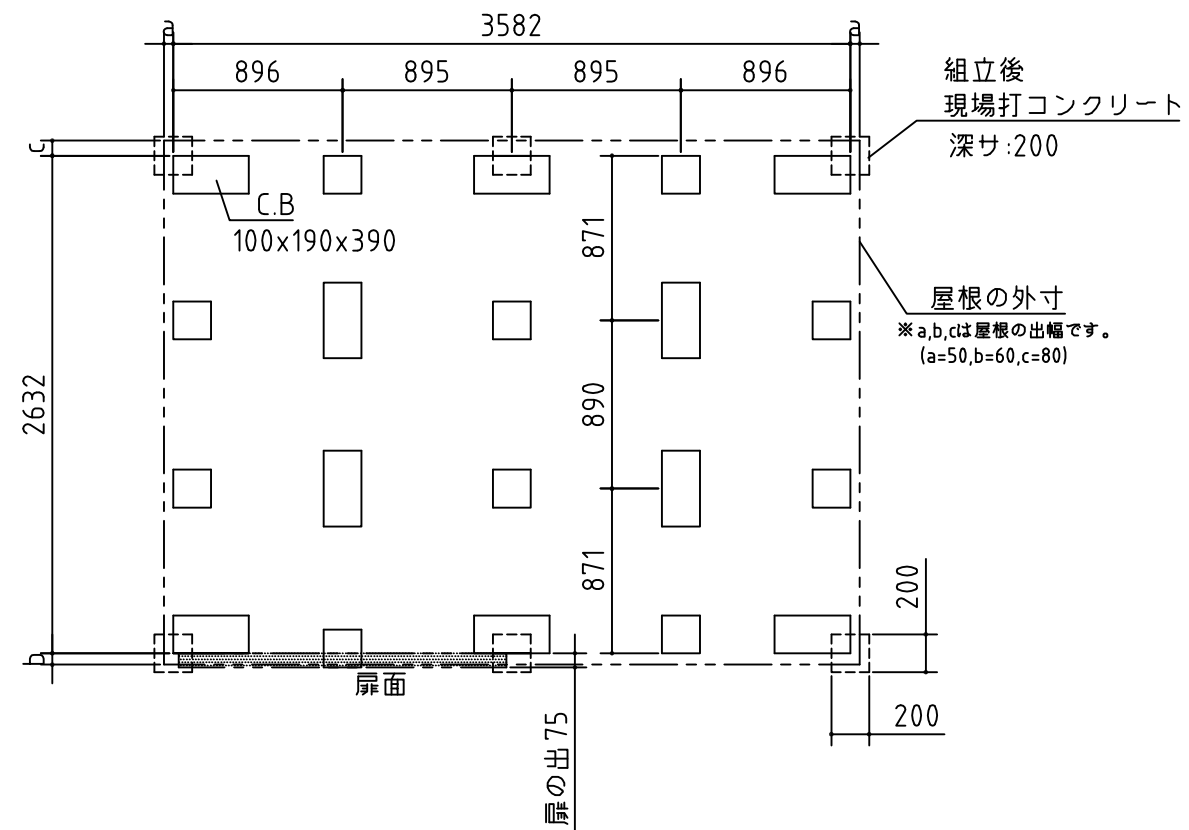 a
3582
a
896
895
895
896
組立後
現場打コンクリート
深サ:200
c
C.B
100x190x390
871
屋根の外寸
※a,b,cは屋根の出幅です。
(a=50,b=60,c=80)
2632
890
871
200
b
扉面
200
扉の出 75